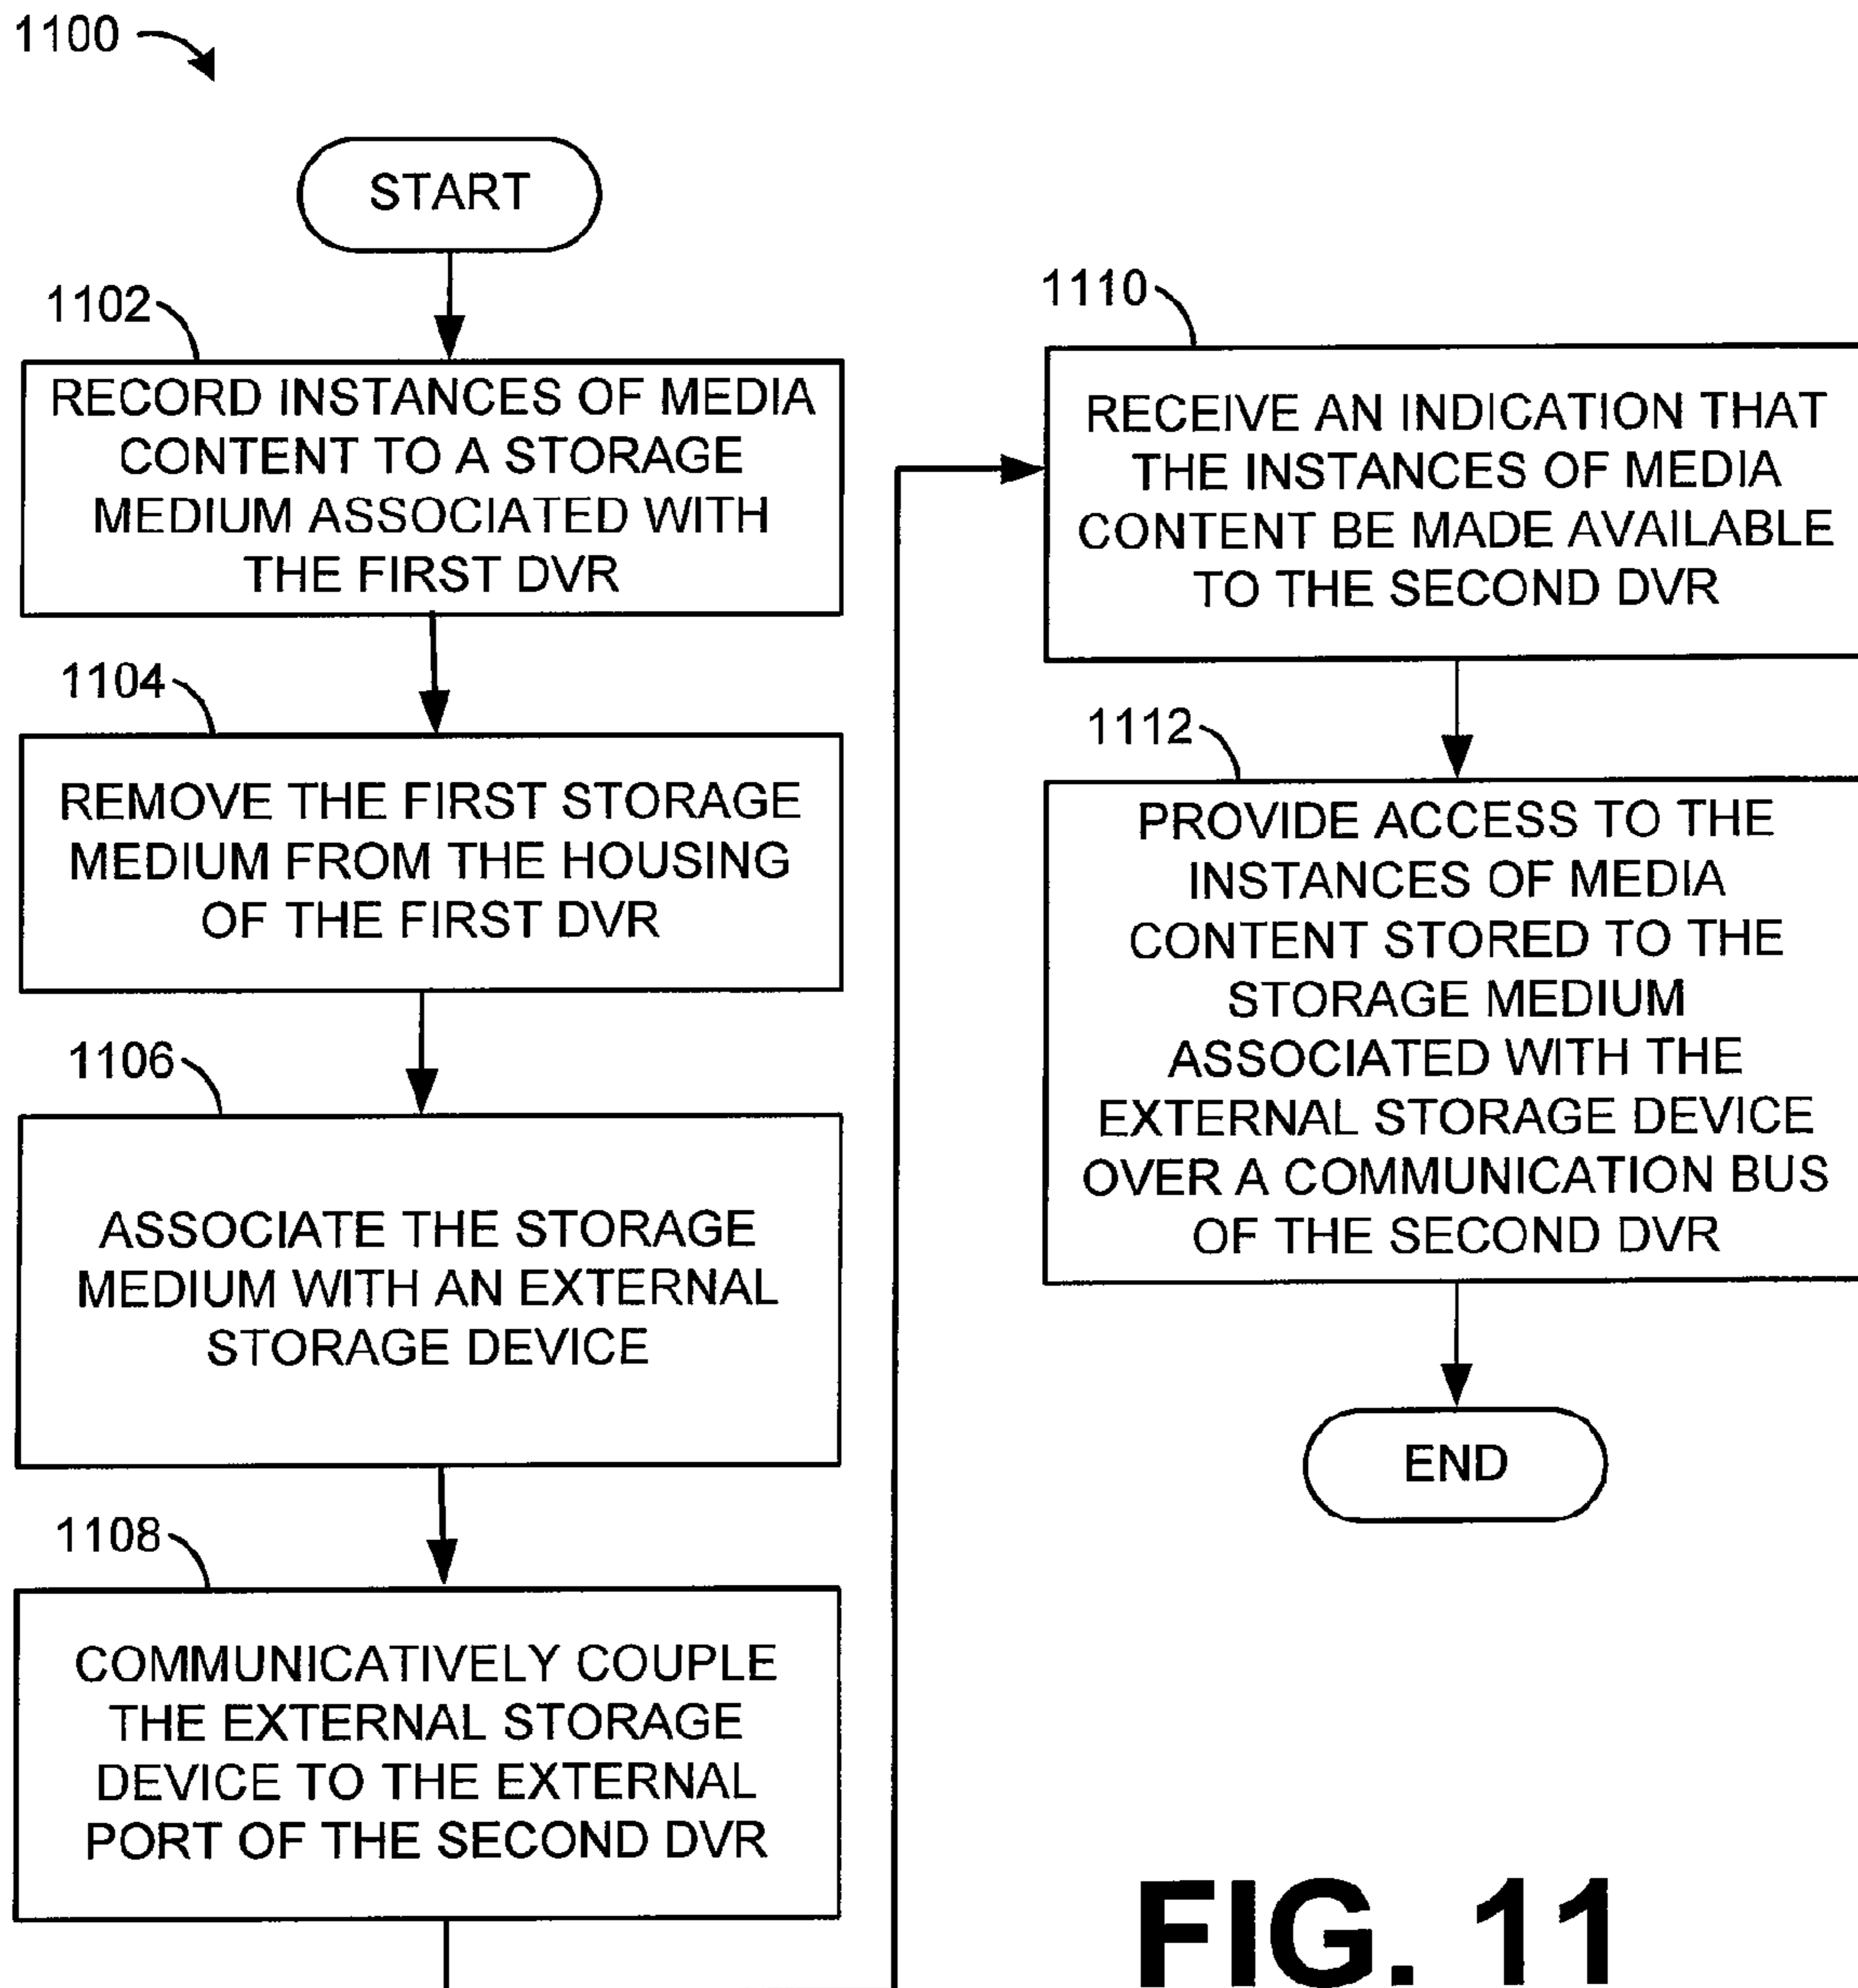 1100
START
1102
RECORD INSTANCES OF MEDIA
CONTENT TO A STORAGE
MEDIUM ASSOCIATED WITH
THE FIRST DVR
1104
REMOVE THE FIRST STORAGE
MEDIUM FROM THE HOUSING
OF THE FIRST DVR
1106
ASSOCIATE THE STORAGE
MEDIUM WITH AN EXTERNAL
STORAGE DEVICE
1108
COMMUNICATIVELY COUPLE
THE EXTERNAL STORAGE
DEVICE TO THE EXTERNAL
PORT OF THE SECOND DVR
1110
RECEIVE AN INDICATION THAT
THE INSTANCES OF MEDIA
CONTENT BE MADE AVAILABLE
TO THE SECOND DVR
1112
PROVIDE ACCESS TO THE
INSTANCES OF MEDIA
CONTENT STORED TO THE
STORAGE MEDIUM
ASSOCIATED WITH THE
EXTERNAL STORAGE DEVICE
OVER A COMMUNICATION BUS
OF THE SECOND DVR
END
FIG. 11